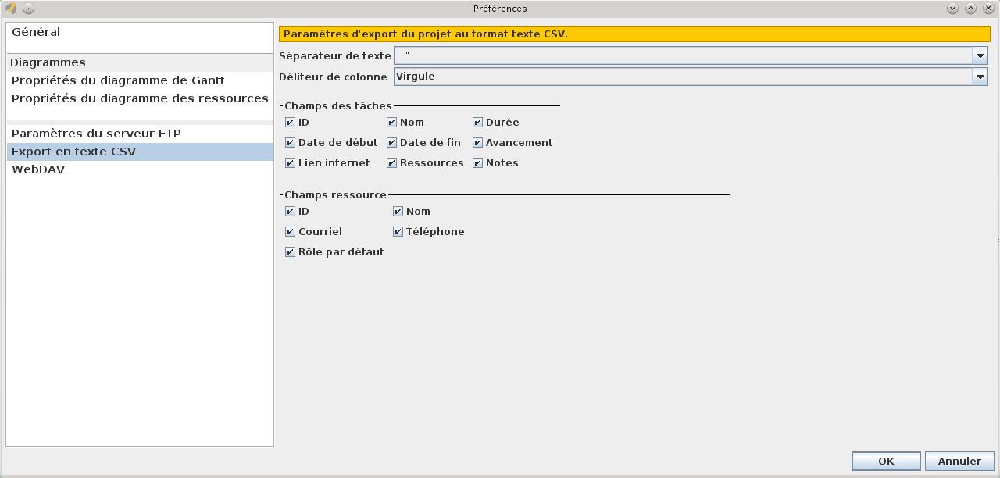 Préférences
Général
Diagrammes
Propriétés du diagramme de Gantt
Propriétés du diagramme des ressources
Paramètres du serveur FTP
Export en texte CSV
WebDAV
Paramètres d'export du projet au format texte CSV.
Séparateur de texte "
Déliteur de colonne Virgule
Champs des tâches
ID Nom Durée
Date de début Date de fin Avancement
Lien internet Ressources Notes
Champs ressource
ID Nom
Courriel Téléphone
Rôle par défaut
OK Annuler